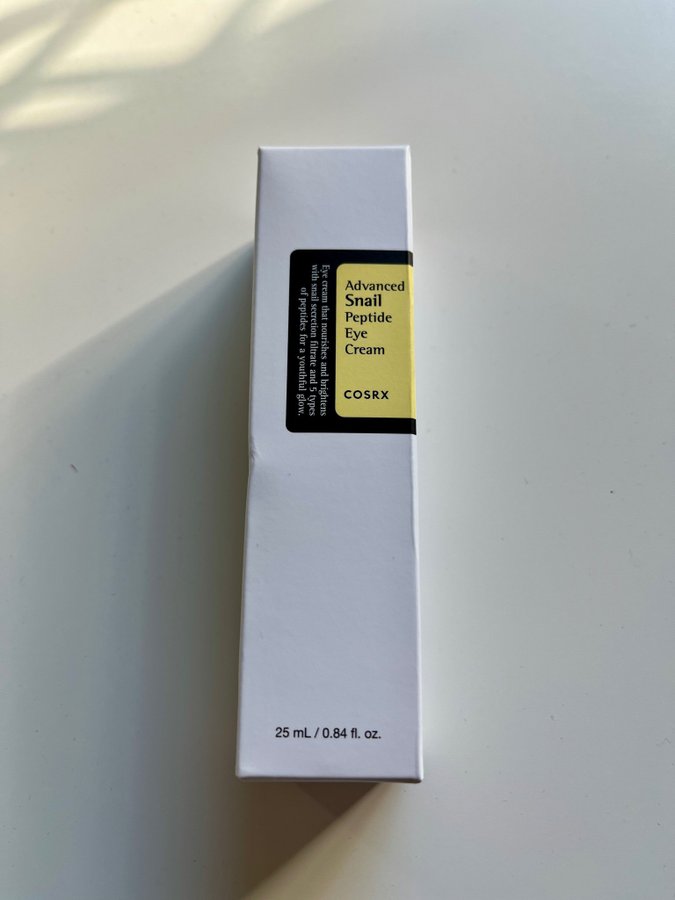 Advanced
Snail
Peptide
Eye
Cream
COSRX
Eye cream that nourishes and brightens
with snail secretion filtrate and 5 types
of peptides for a youthful glow.
25 mL / 0.84 fl. oz.